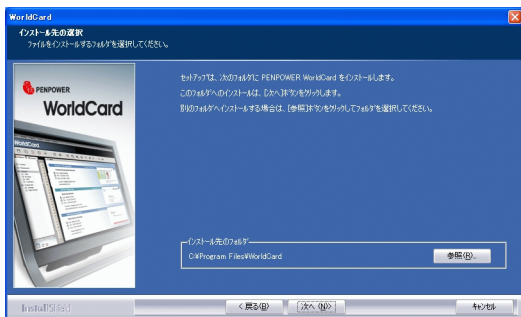 WorldCard
インストール先の選択
ファイルをインストールするフォルダを選択してください。
PENPOWER
WorldCard
セットアップは、次のフォルダに PENPOWER WorldCard をインストールします。
このフォルダへのインストールは、[次へ]ボタンをクリックします。
別のフォルダへインストールする場合は、[参照]ボタンをクリックしてフォルダを選択してください。
インストール先のフォルダ
C:¥Program Files¥WorldCard
参照(R)...
InstallShield
< 戻る(B)
次へ (N)>
キャンセル